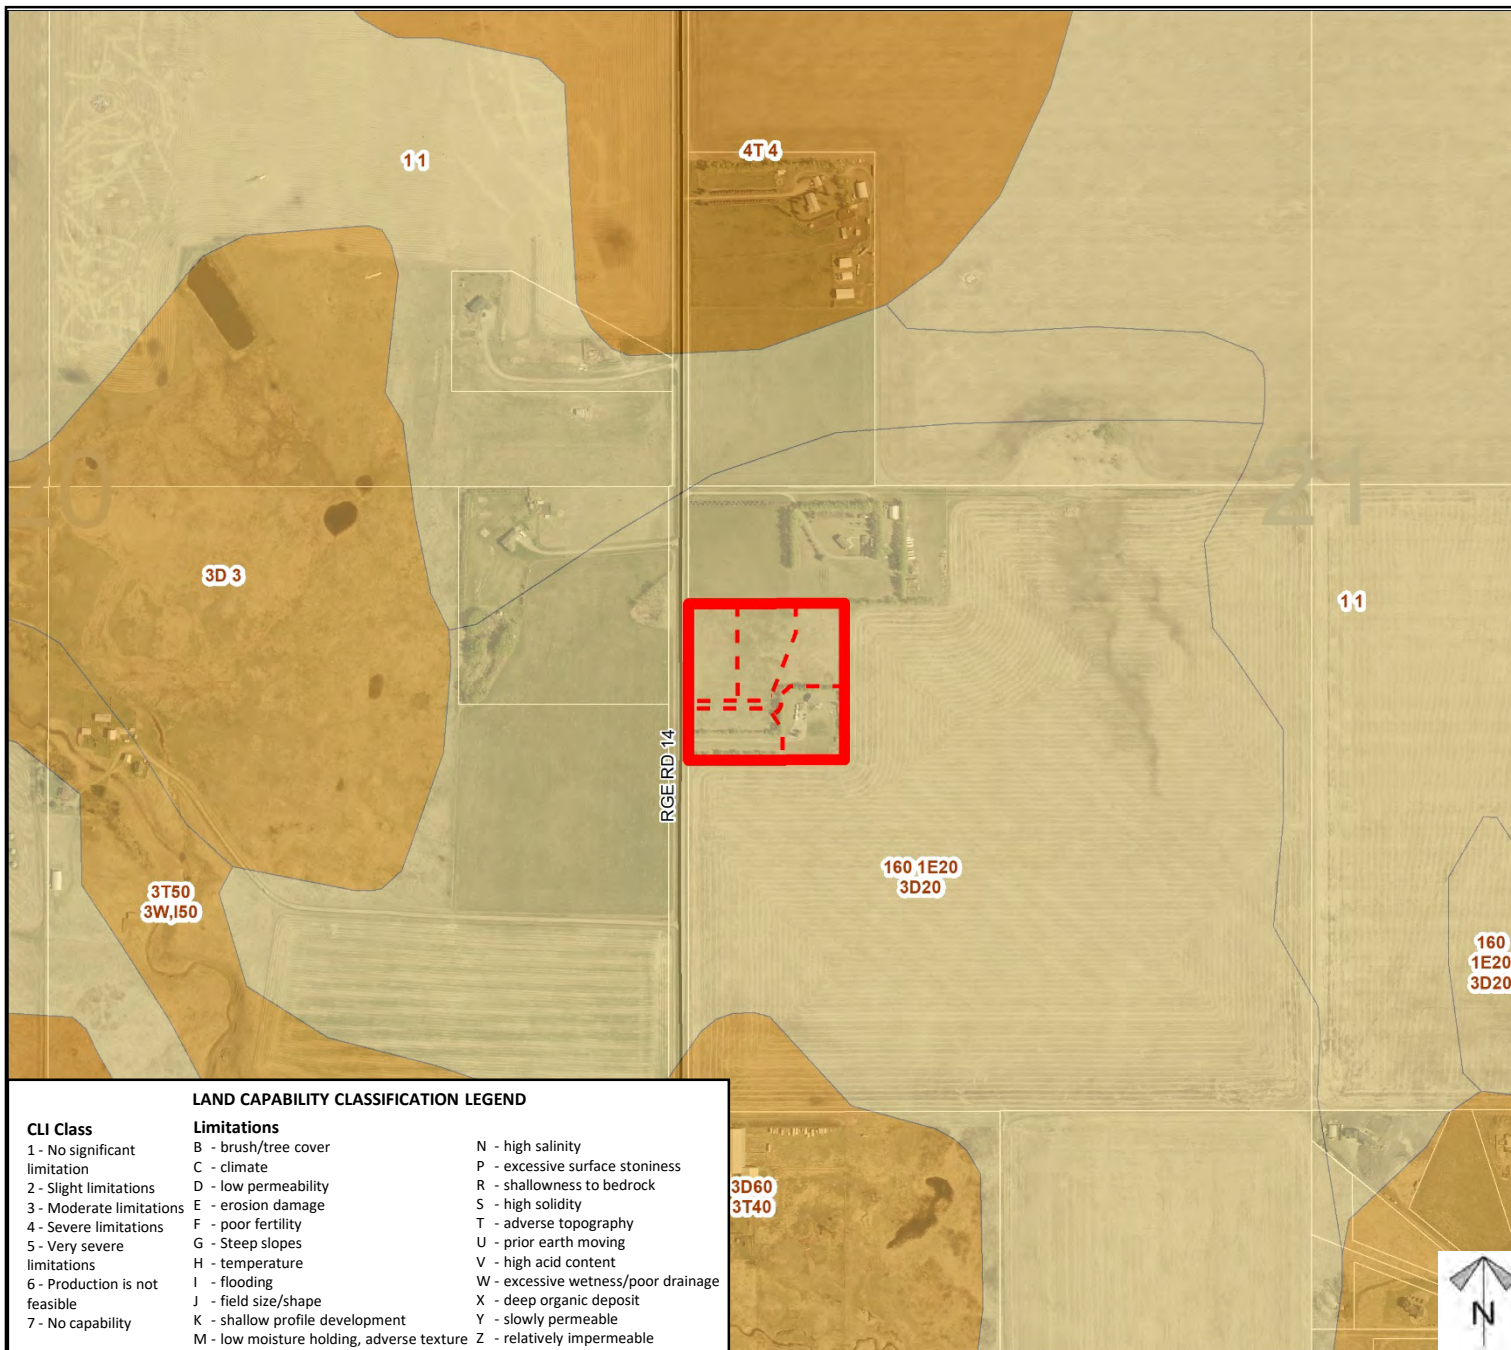 1 1
4T 4
20
21
3D 3
1 1
RGE RD 14
160 1E20
3D20
3T50
3W,I50
160
1E20
3D20
3D60
3T40
LAND CAPABILITY CLASSIFICATION LEGEND
CLI Class
1 - No significant
limitation
2 - Slight limitations
3 - Moderate limitations
4 - Severe limitations
5 - Very severe
limitations
6 - Production is not
feasible
7 - No capability
Limitations
B - brush/tree cover
C - climate
D - low permeability
E - erosion damage
F - poor fertility
G - Steep slopes
H - temperature
I - flooding
J - field size/shape
K - shallow profile development
M - low moisture holding, adverse texture
N - high salinity
P - excessive surface stoniness
R - shallowness to bedrock
S - high solidity
T - adverse topography
U - prior earth moving
V - high acid content
W - excessive wetness/poor drainage
X - deep organic deposit
Y - slowly permeable
Z - relatively impermeable
N